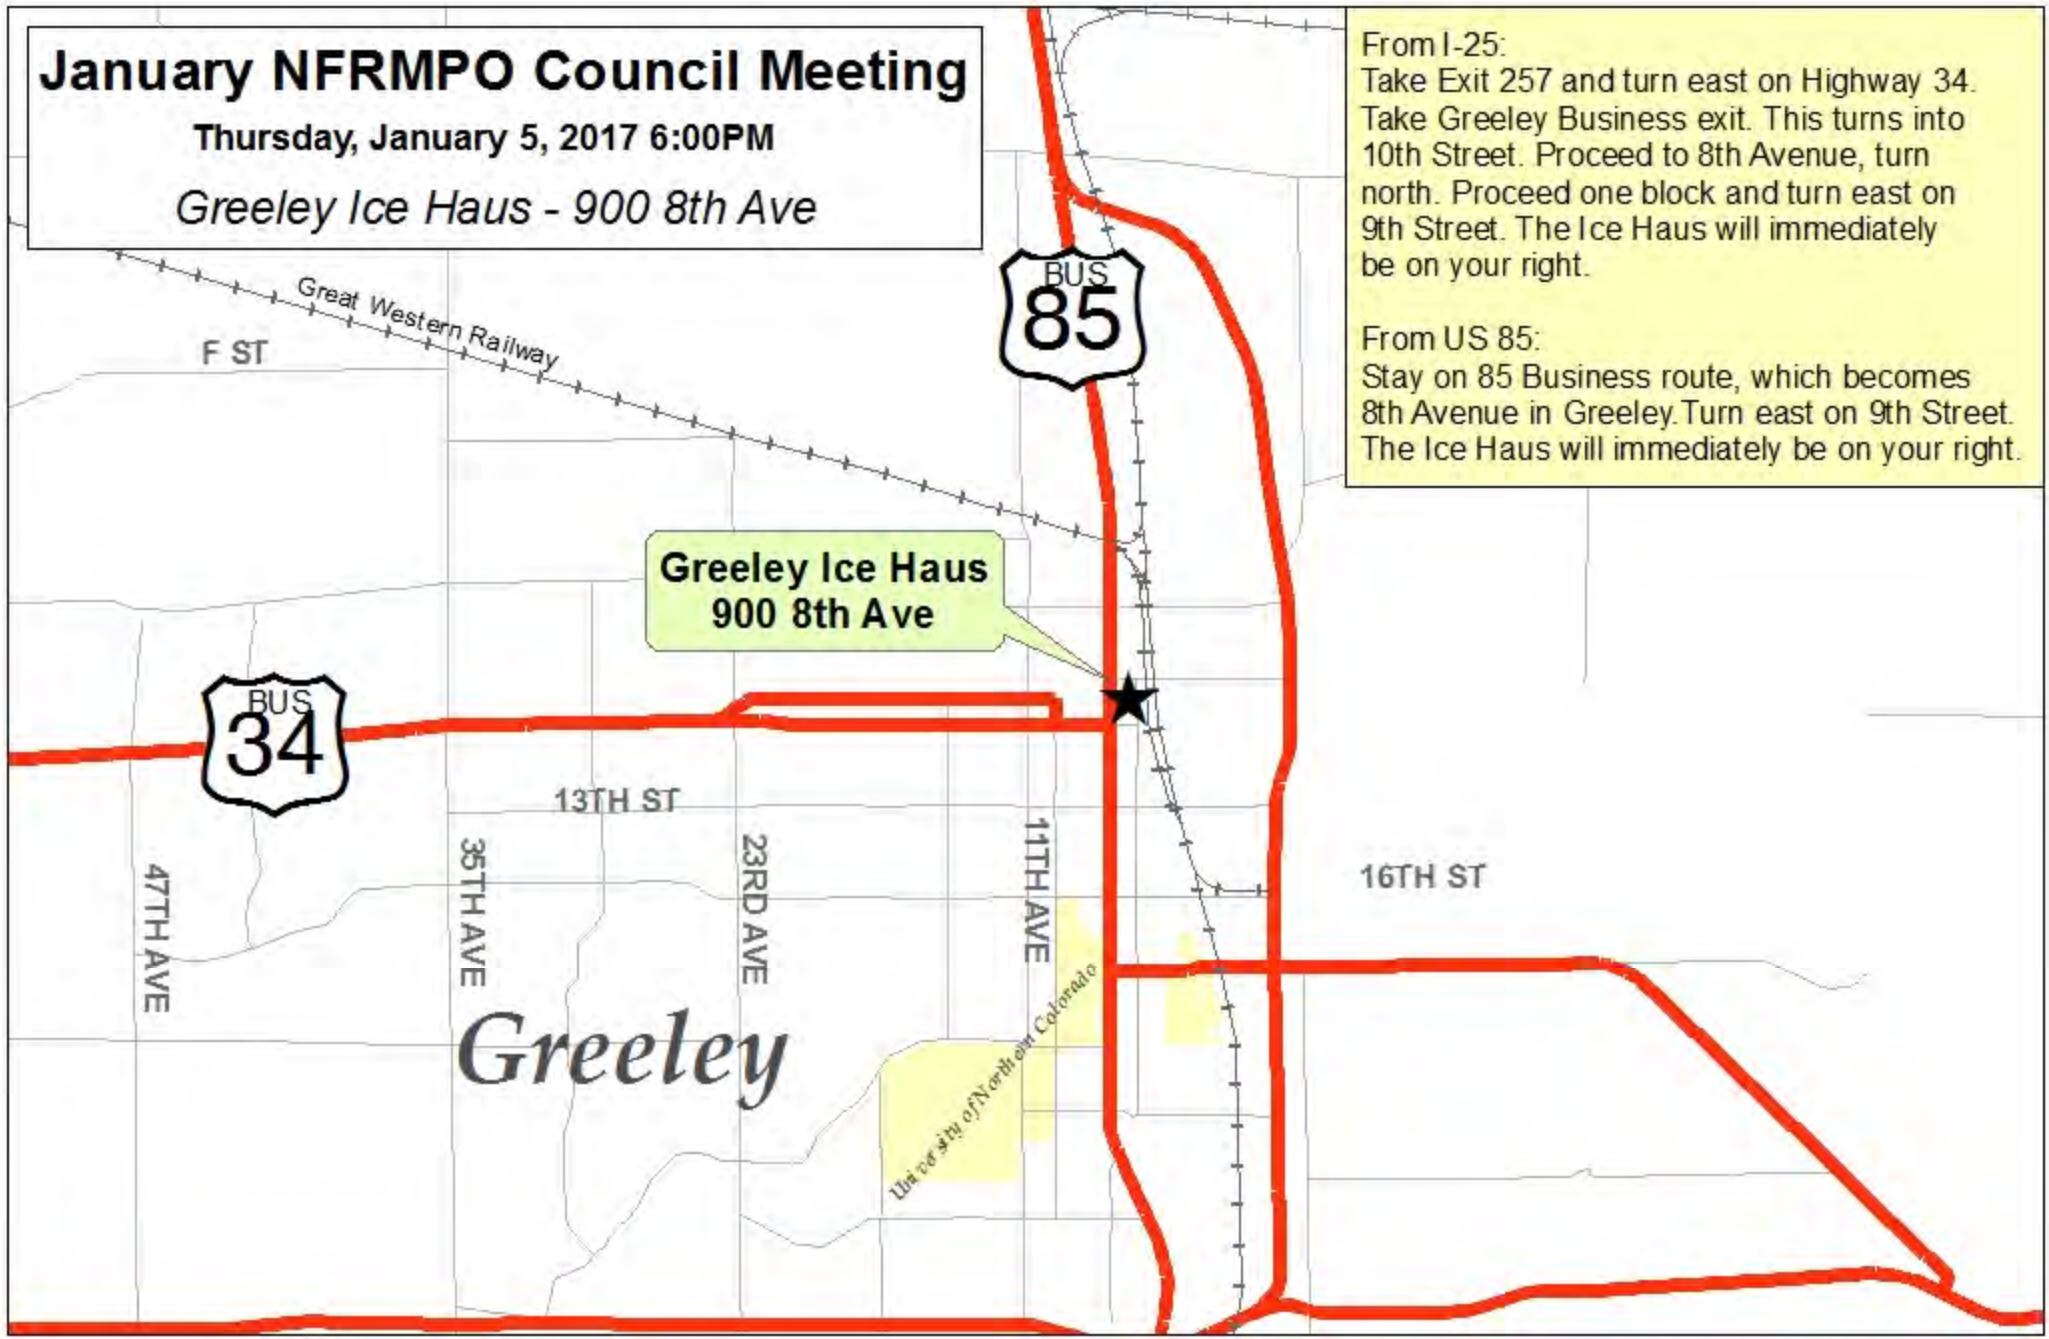 January NFRMPO Council Meeting
Thursday, January 5, 2017 6:00PM
Greeley Ice Haus - 900 8th Ave
From I-25:
Take Exit 257 and turn east on Highway 34.
Take Greeley Business exit. This turns into
10th Street. Proceed to 8th Avenue, turn
north. Proceed one block and turn east on
9th Street. The Ice Haus will immediately
be on your right.
From US 85:
Stay on 85 Business route, which becomes
8th Avenue in Greeley.Turn east on 9th Street.
The Ice Haus will immediately be on your right.
BUS
85
Great Western Railway
F ST
Greeley Ice Haus
900 8th Ave
BUS
34
13TH ST
47TH AVE
35TH AVE
23RD AVE
11TH AVE
16TH ST
Greeley
University of Northern Colorado